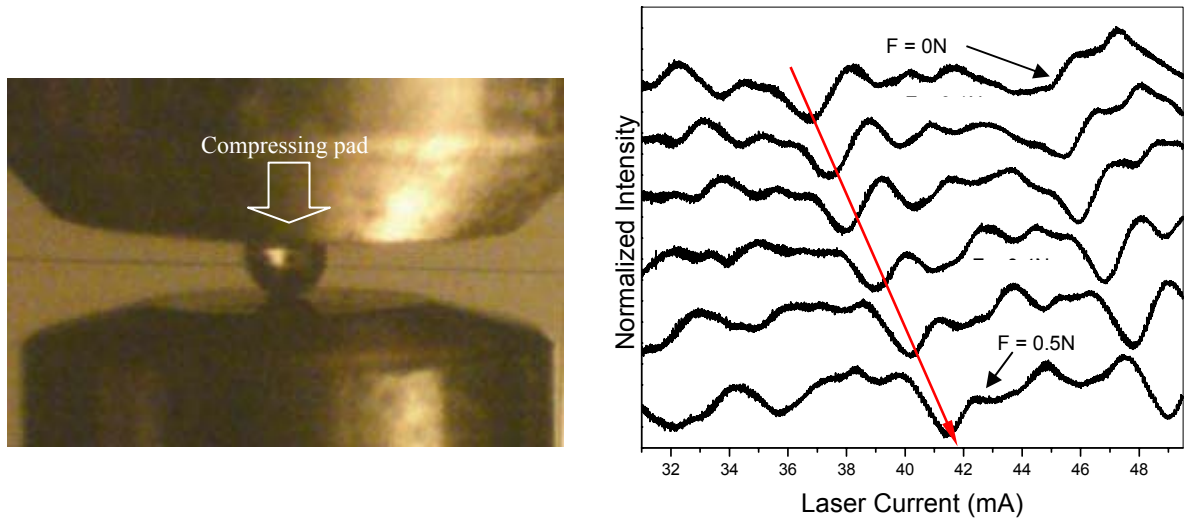 Compressing pad
F = 0N
F = 0.5N
Normalized Intensity
32 34 36 38 40 42 44 46 48
Laser Current (mA)